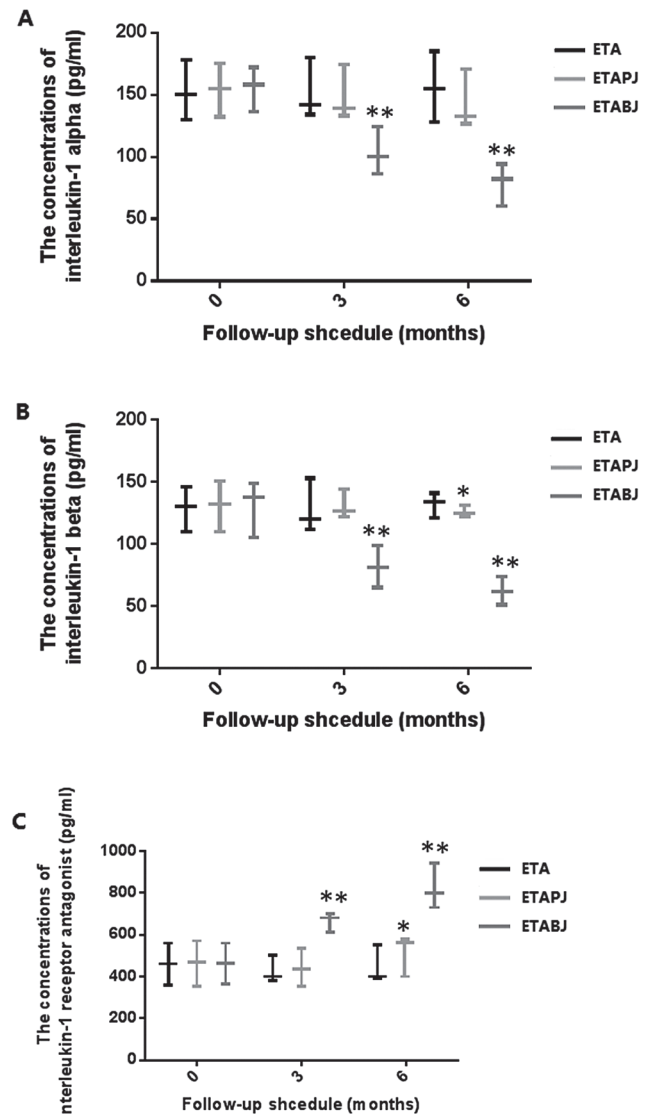 A
The concentrations of
interleukin-1 alpha (pg/ml)
200
150
100
50
0
**
**
0
3
6
Follow-up shcedule (months)
ETA
ETAPJ
ETABJ
B
The concentrations of
interleukin-1 beta (pg/ml)
200
150
100
50
0
**
*
**
0
3
6
Follow-up shcedule (months)
ETA
ETAPJ
ETABJ
C
The concentrations of
nterleukin-1 receptor antagonist (pg/ml)
1000
800
600
400
200
0
**
*
**
0
3
6
Follow-up shcedule (months)
ETA
ETAPJ
ETABJ